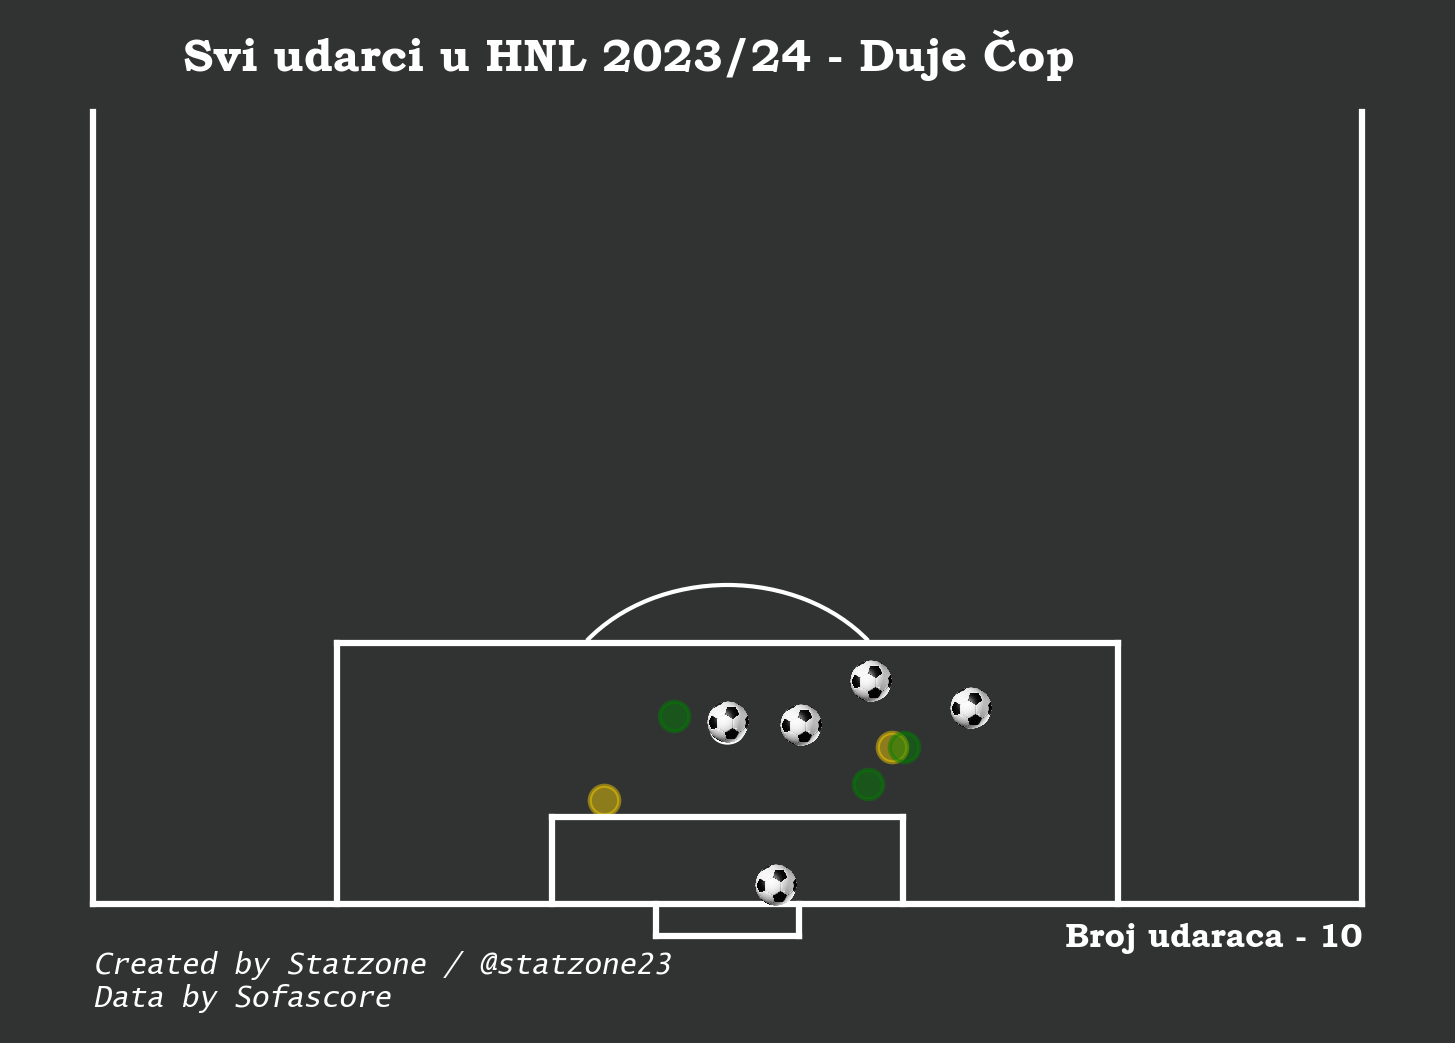 Svi udarci u HNL 2023/24 - Duje Čop
Broj udaraca - 10
Created by Statzone / @statzone23
Data by Sofascore